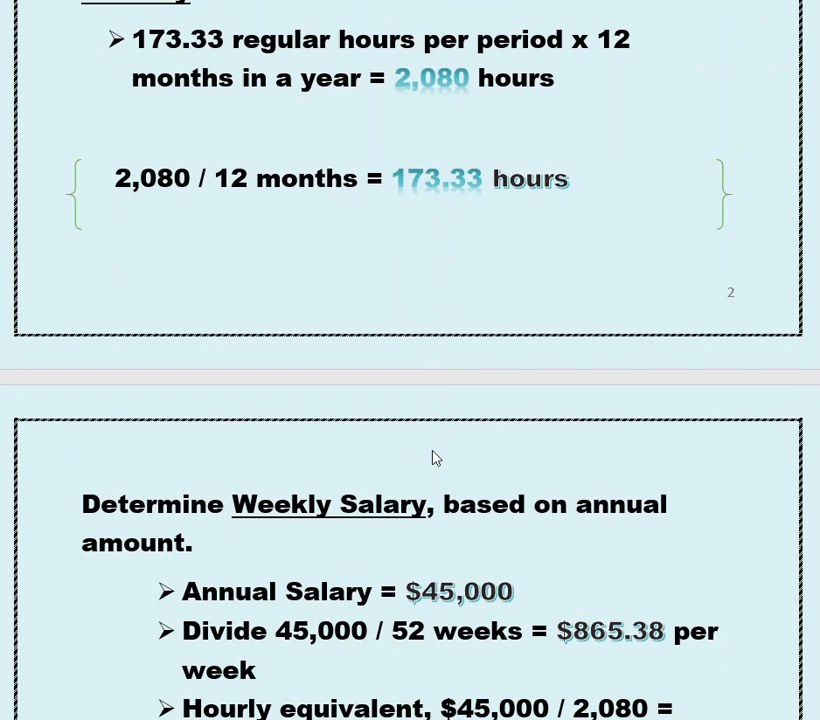 173.33 regular hours per period x 12
months in a year = 2,080 hours
2,080 / 12 months = 173.33 hours
2
Determine Weekly Salary, based on annual
amount.
Annual Salary = $45,000
Divide 45,000 / 52 weeks = $865.38 per
week
Hourly equivalent, $45,000 / 2,080 =